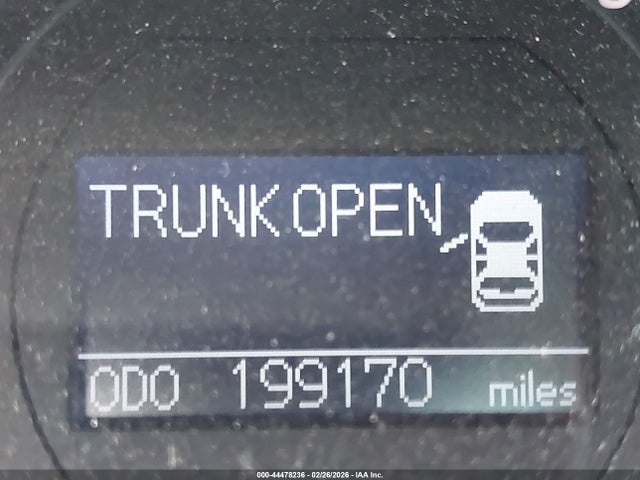 TRUNK OPEN
ODO 199170 miles
000-44478236 - 02/26/2026 - IAA Inc.